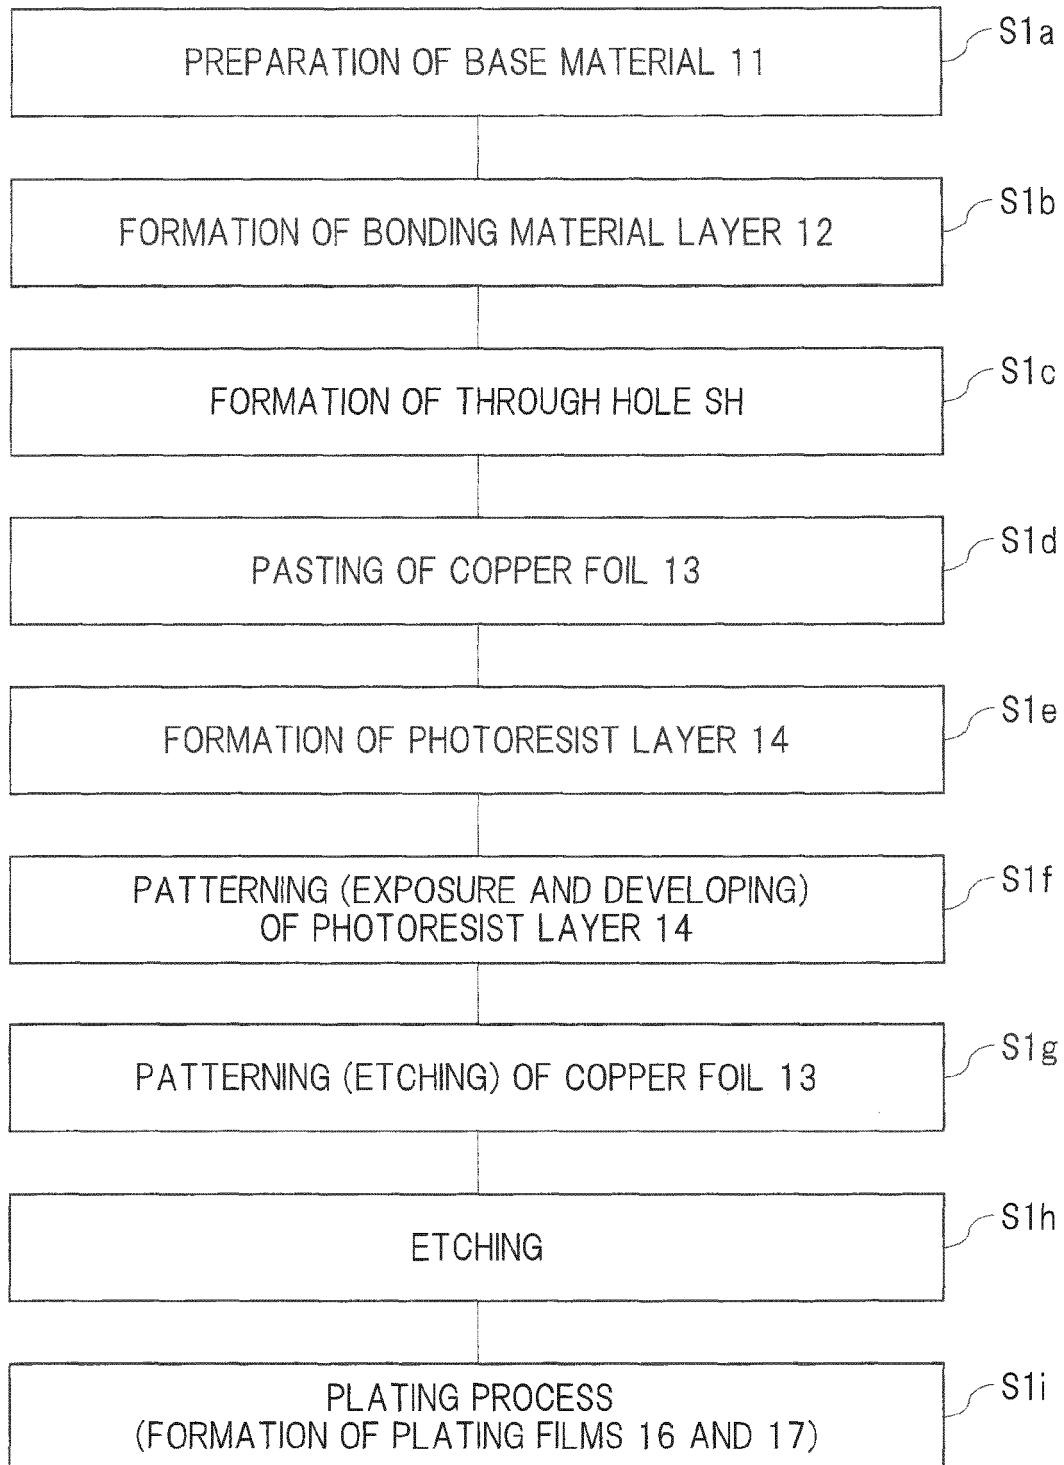 PREPARATION OF BASE MATERIAL 11
S1a
FORMATION OF BONDING MATERIAL LAYER 12
S1b
FORMATION OF THROUGH HOLE SH
S1c
PASTING OF COPPER FOIL 13
S1d
FORMATION OF PHOTORESIST LAYER 14
S1e
PATTERNING (EXPOSURE AND DEVELOPING)
OF PHOTORESIST LAYER 14
S1f
PATTERNING (ETCHING) OF COPPER FOIL 13
S1g
ETCHING
S1h
PLATING PROCESS
(FORMATION OF PLATING FILMS 16 AND 17)
S1i